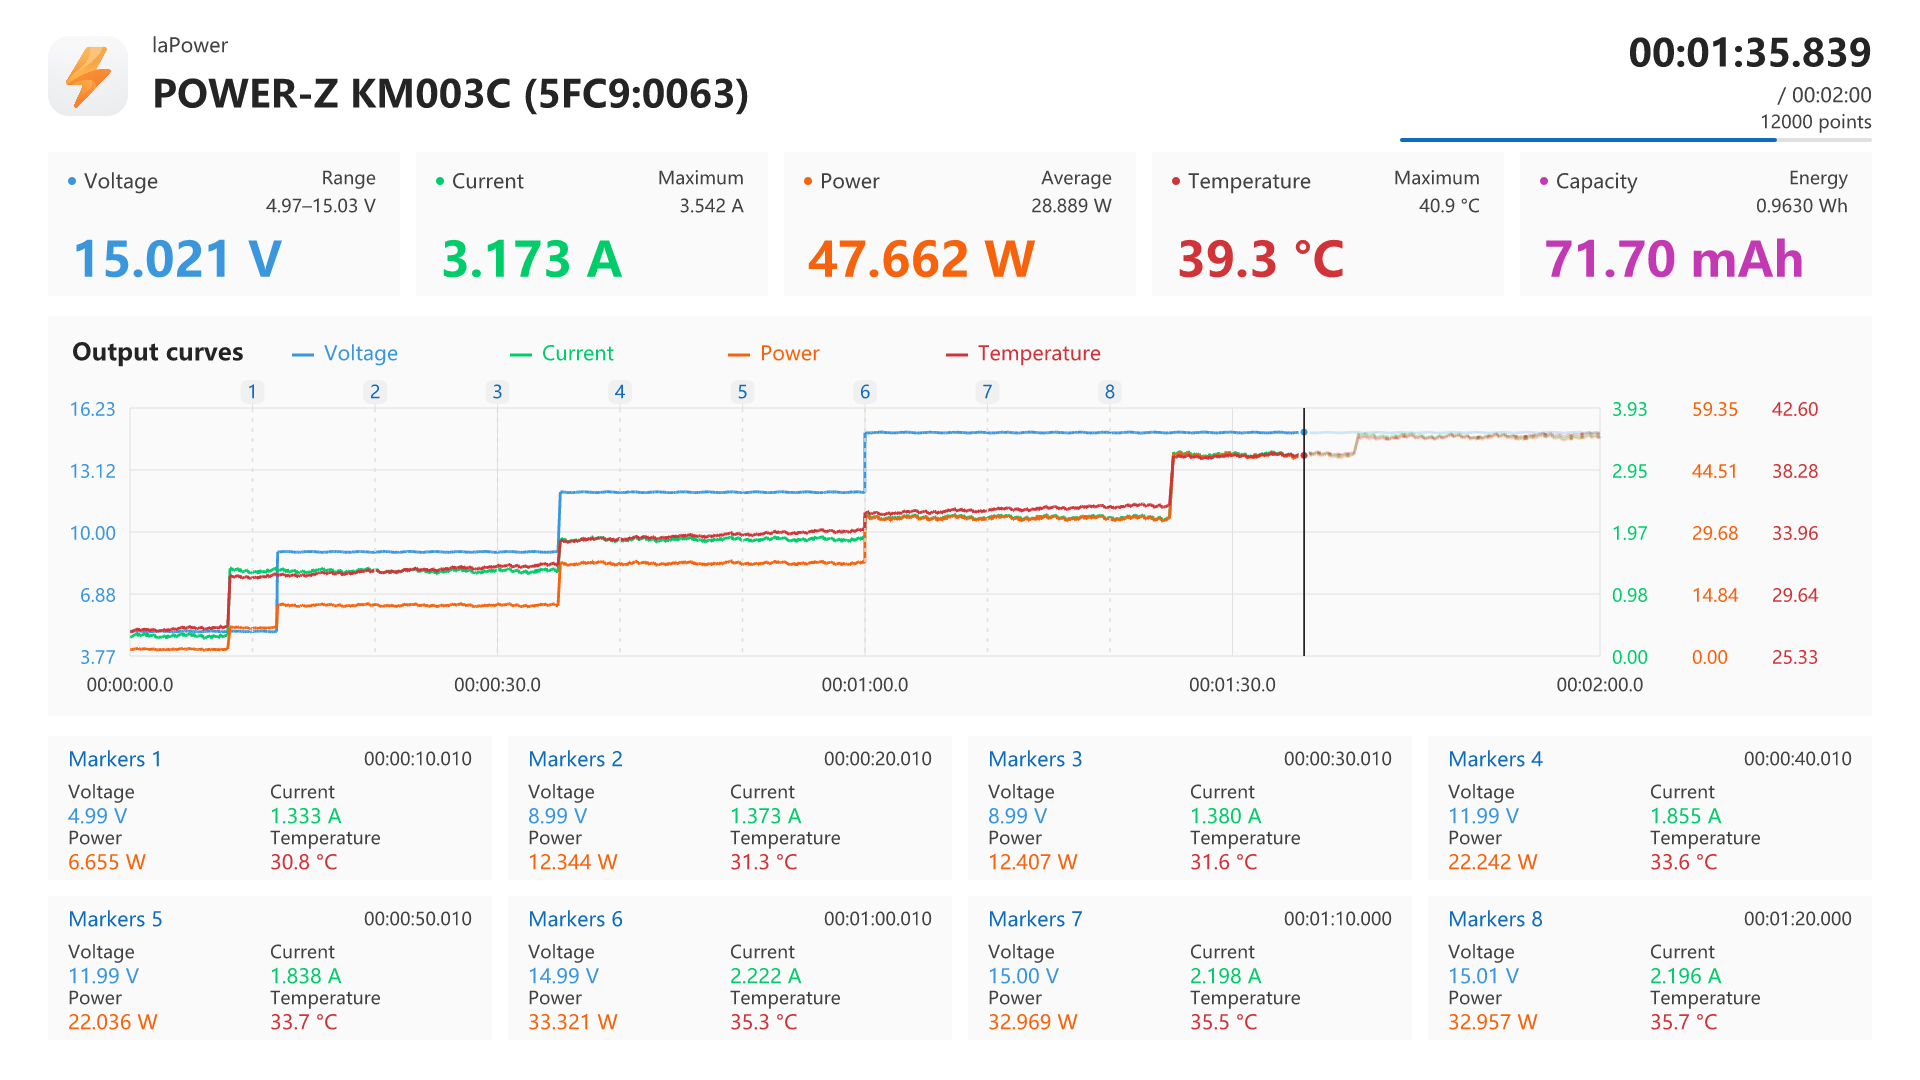 laPower
POWER-Z KM003C (5FC9:0063)
00:01:35.839
/ 00:02:00
12000 points
Voltage
Range
4.97–15.03 V
15.021 V
Current
Maximum
3.542 A
3.173 A
Power
Average
28.889 W
47.662 W
Temperature
Maximum
40.9 °C
39.3 °C
Capacity
Energy
0.9630 Wh
71.70 mAh
Output curves
Voltage
Current
Power
Temperature
1 2 3 4 5 6 7 8
16.23 3.93 59.35 42.60
13.12 2.95 44.51 38.28
10.00 1.97 29.68 33.96
6.88 0.98 14.84 29.64
3.77 0.00 0.00 25.33
00:00:00.0 00:00:30.0 00:01:00.0 00:01:30.0 00:02:00.0
Markers 1 00:00:10.010
Voltage Current
4.99 V 1.333 A
Power Temperature
6.655 W 30.8 °C
Markers 2 00:00:20.010
Voltage Current
8.99 V 1.373 A
Power Temperature
12.344 W 31.3 °C
Markers 3 00:00:30.010
Voltage Current
8.99 V 1.380 A
Power Temperature
12.407 W 31.6 °C
Markers 4 00:00:40.010
Voltage Current
11.99 V 1.855 A
Power Temperature
22.242 W 33.6 °C
Markers 5 00:00:50.010
Voltage Current
11.99 V 1.838 A
Power Temperature
22.036 W 33.7 °C
Markers 6 00:01:00.010
Voltage Current
14.99 V 2.222 A
Power Temperature
33.321 W 35.3 °C
Markers 7 00:01:10.000
Voltage Current
15.00 V 2.198 A
Power Temperature
32.969 W 35.5 °C
Markers 8 00:01:20.000
Voltage Current
15.01 V 2.196 A
Power Temperature
32.957 W 35.7 °C